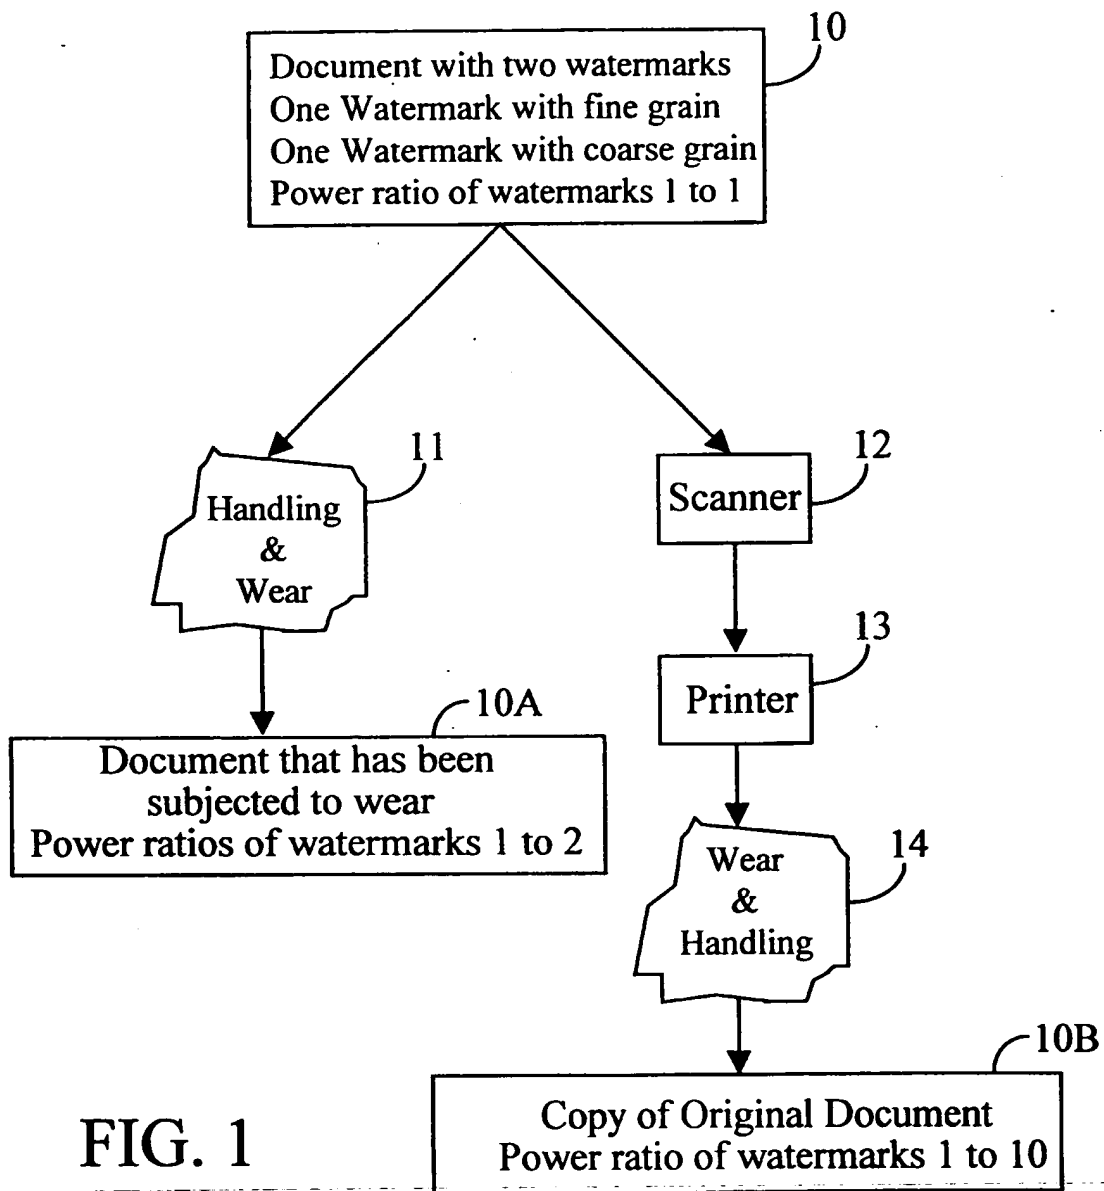 10
Document with two watermarks
One Watermark with fine grain
One Watermark with coarse grain
Power ratio of watermarks 1 to 1
11
Handling
&
Wear
10A
Document that has been
subjected to wear
Power ratios of watermarks 1 to 2
12
Scanner
13
Printer
14
Wear
&
Handling
10B
Copy of Original Document
Power ratio of watermarks 1 to 10
FIG. 1